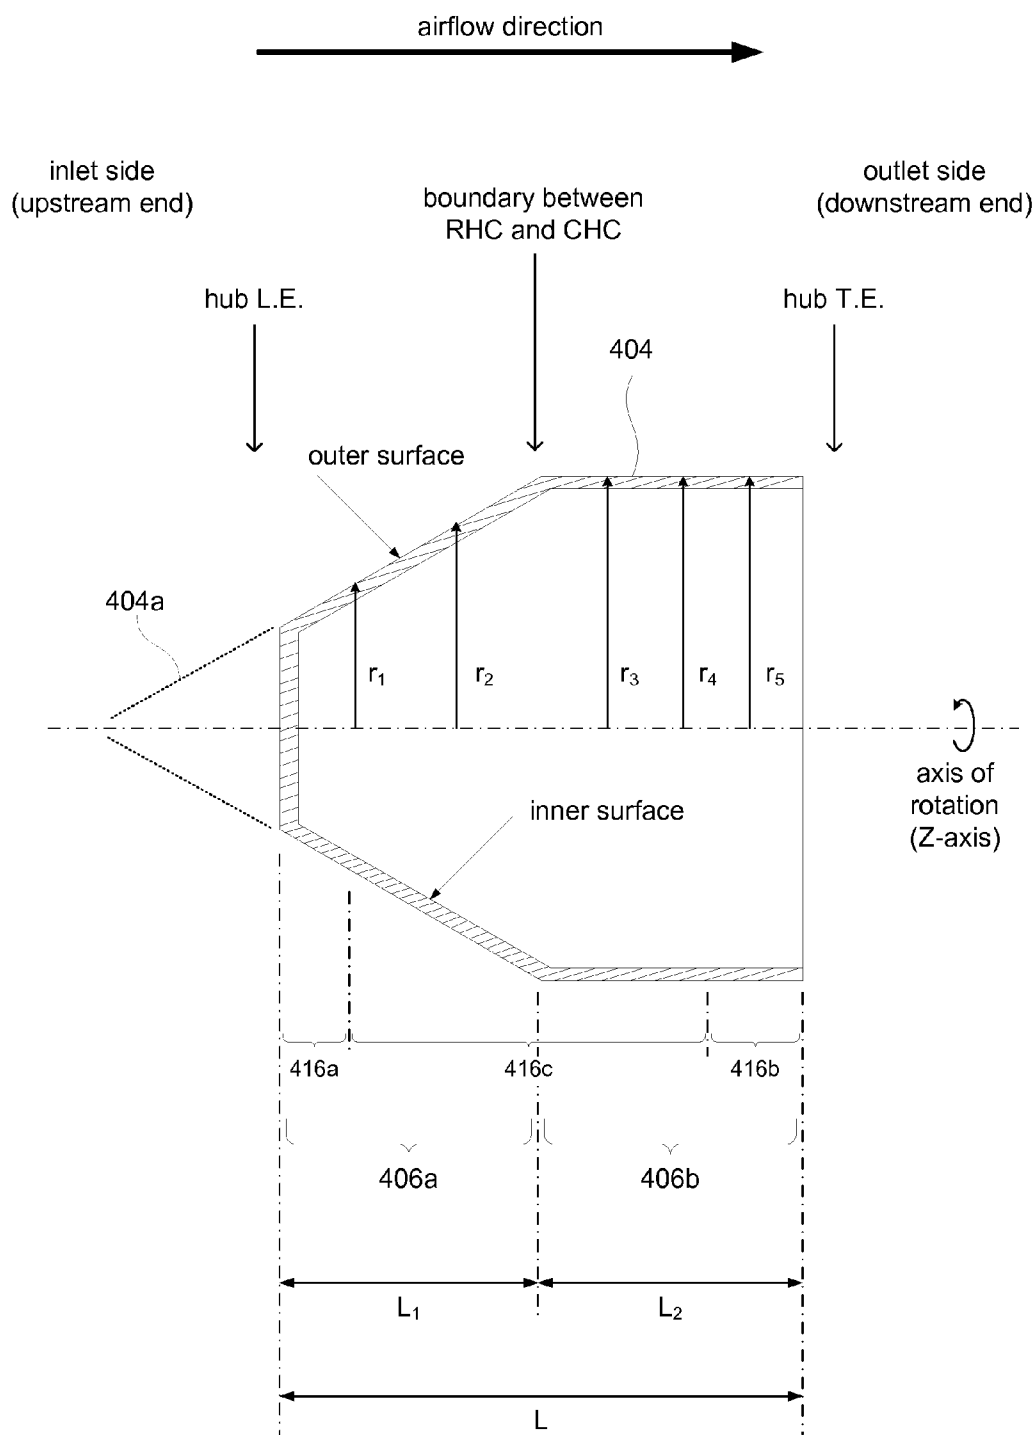 airflow direction
inlet side
(upstream end)
outlet side
(downstream end)
boundary between
RHC and CHC
hub L.E.
hub T.E.
404
outer surface
404a
r1
r2
r3
r4
r5
inner surface
axis of
rotation
(Z-axis)
416a
416c
416b
406a
406b
L1
L2
L